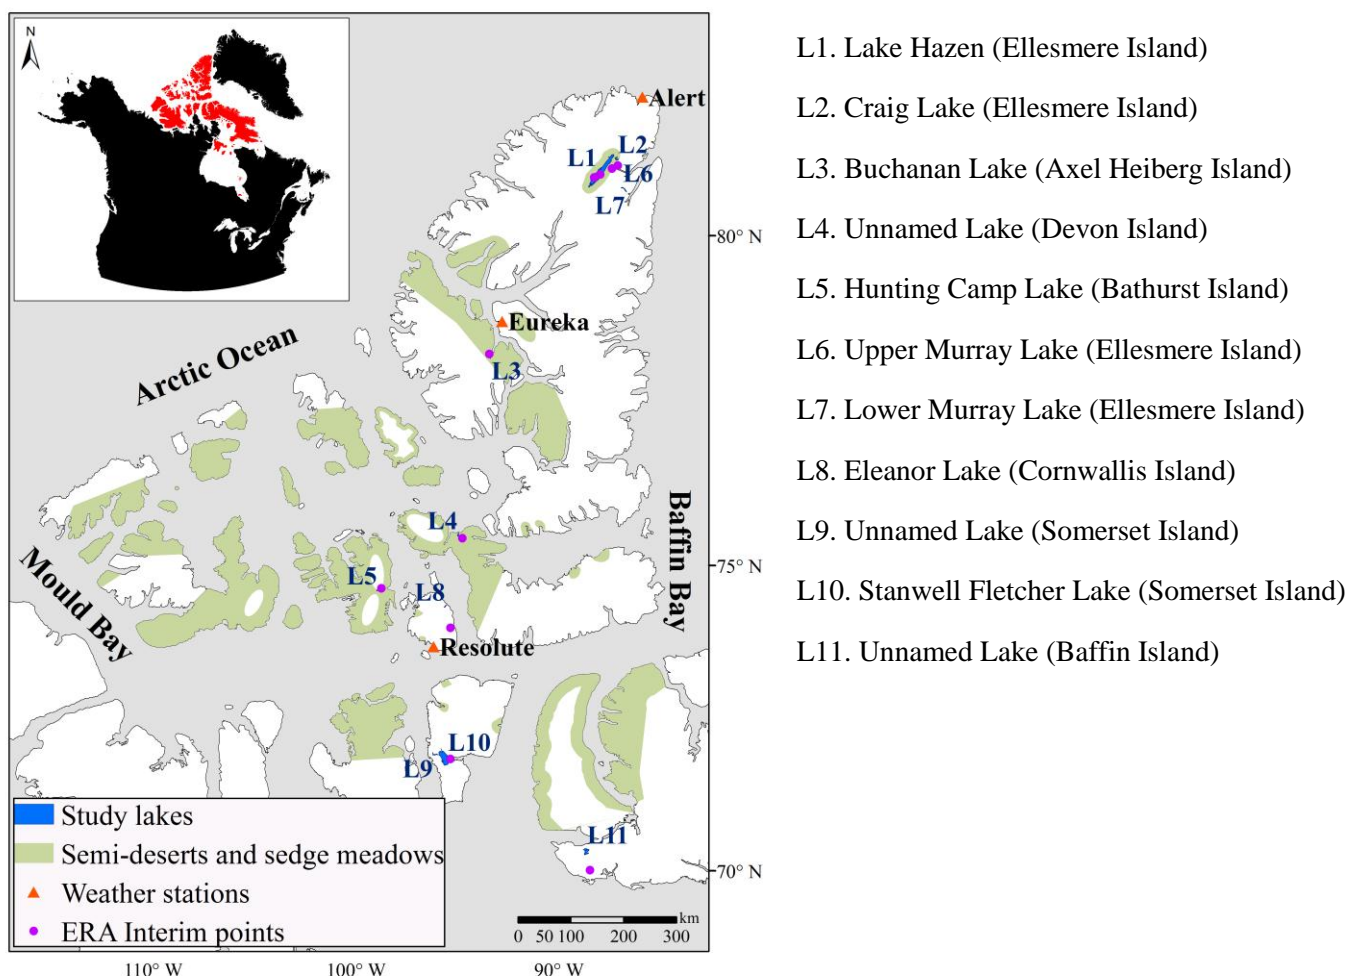 N
Alert
L1
L2
L6
L7
80° N
Eureka
L3
Arctic Ocean
L4
Baffin Bay
75° N
L5
L8
Mould Bay
Resolute
L10
L9
L11
70° N
Study lakes
Semi-deserts and sedge meadows
Weather stations
ERA Interim points
km
0 50 100 200 300
110° W 100° W 90° W
L1. Lake Hazen (Ellesmere Island)
L2. Craig Lake (Ellesmere Island)
L3. Buchanan Lake (Axel Heiberg Island)
L4. Unnamed Lake (Devon Island)
L5. Hunting Camp Lake (Bathurst Island)
L6. Upper Murray Lake (Ellesmere Island)
L7. Lower Murray Lake (Ellesmere Island)
L8. Eleanor Lake (Cornwallis Island)
L9. Unnamed Lake (Somerset Island)
L10. Stanwell Fletcher Lake (Somerset Island)
L11. Unnamed Lake (Baffin Island)